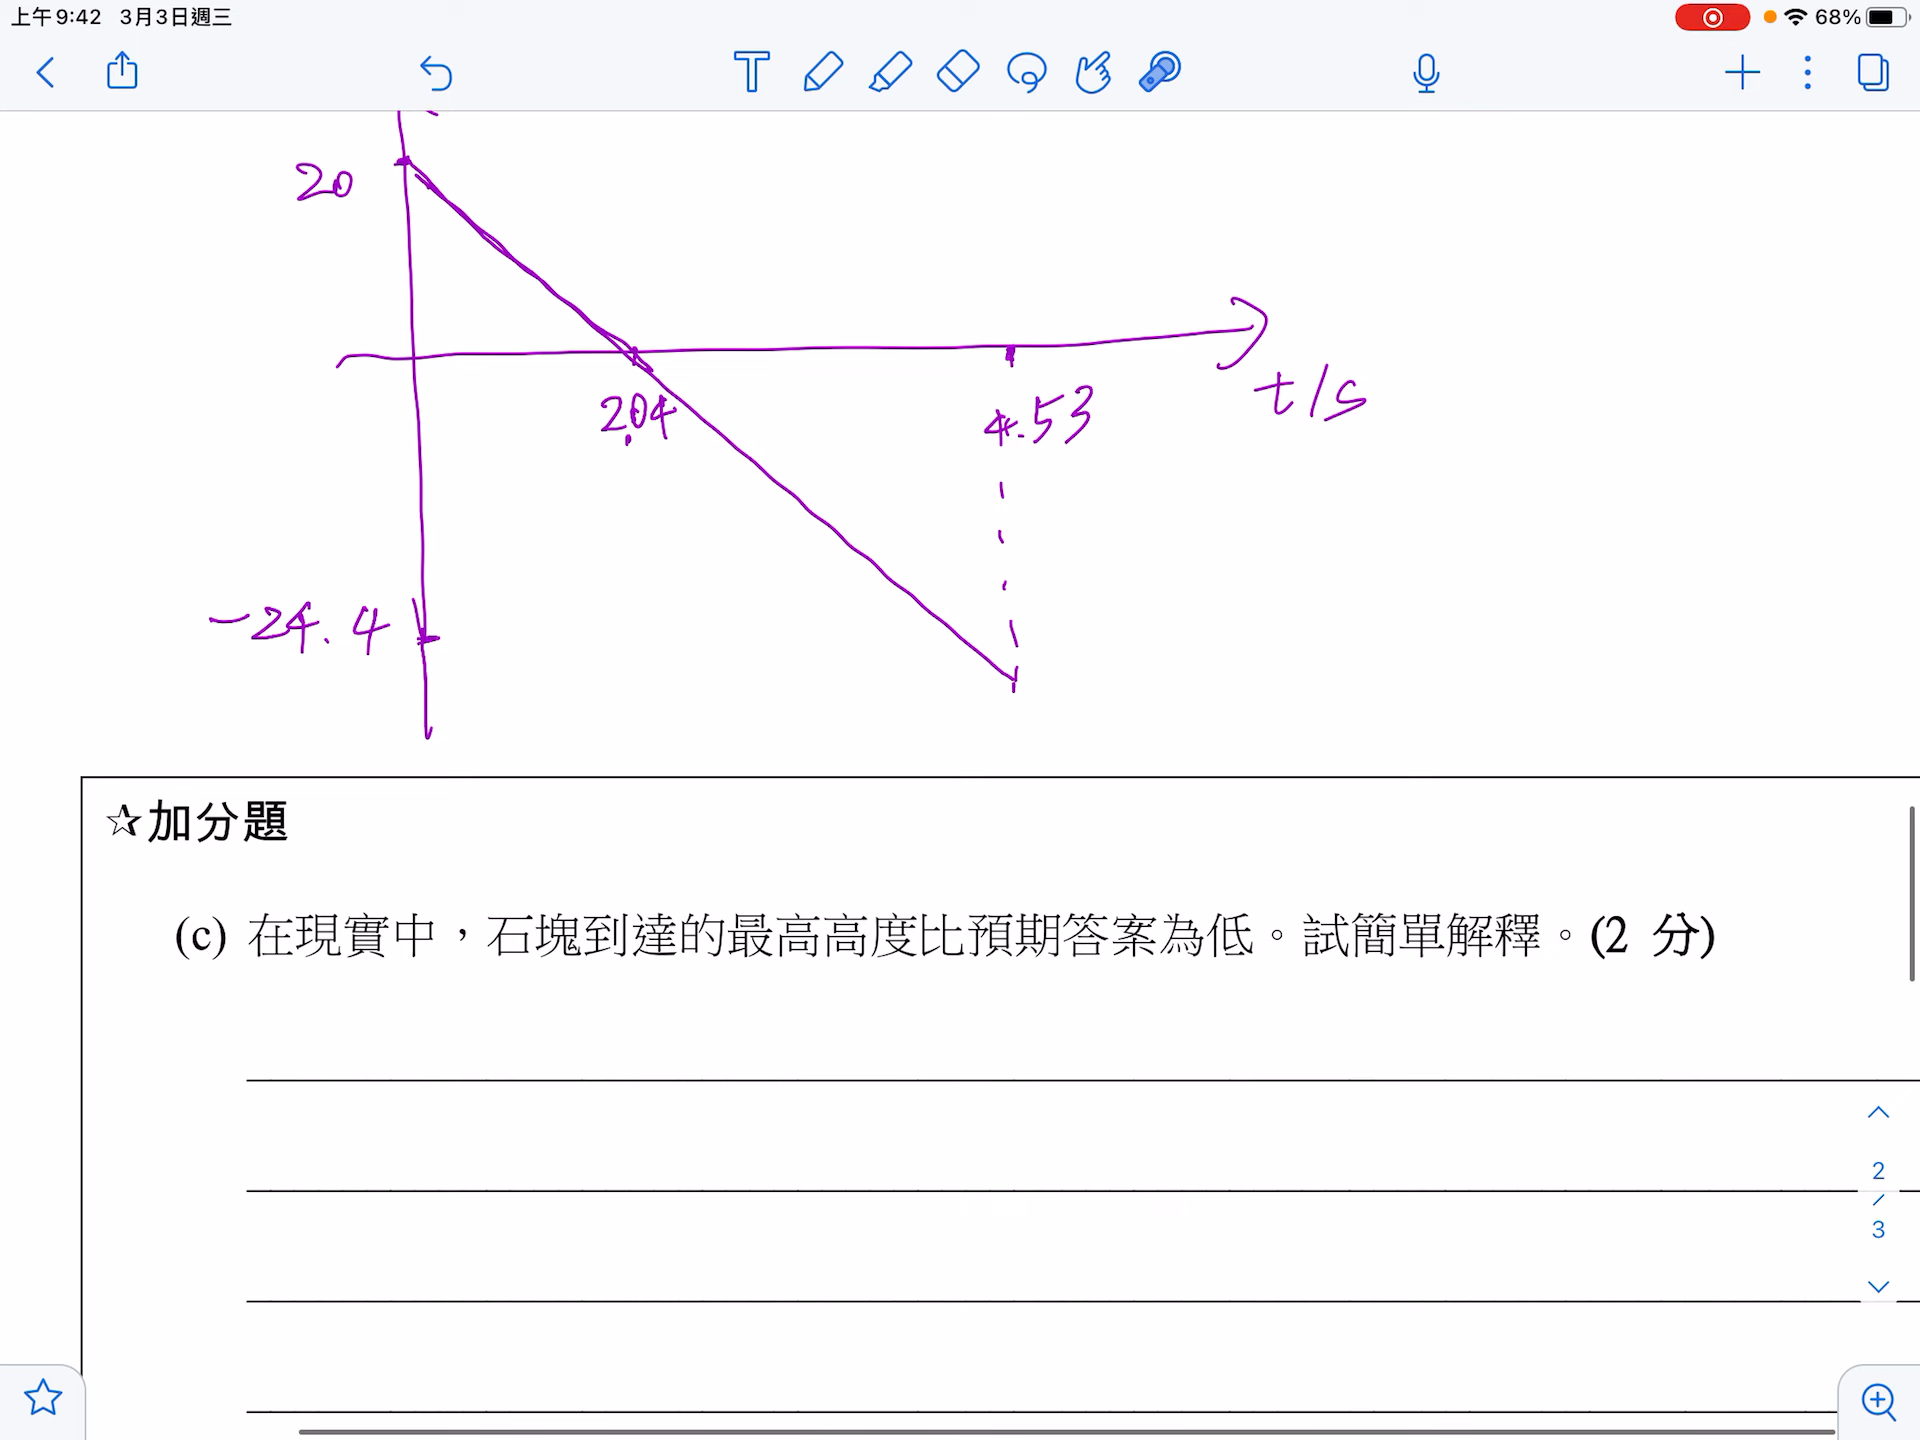 上午9:42 3月3日週三
68%
T
20
2.04
4.53
t/s
-24.4
☆加分題
(c) 在現實中，石塊到達的最高高度比預期答案為低。試簡單解釋。(2 分)
2
/
3